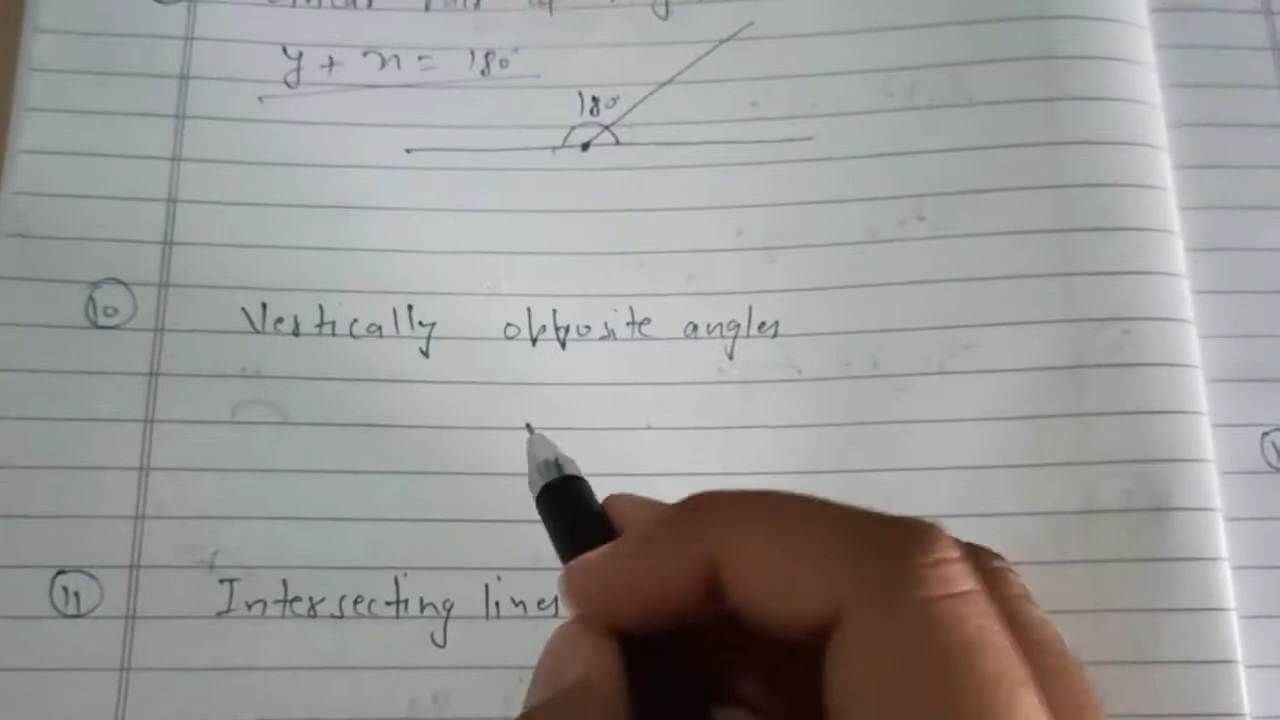 y + x = 180°
180
10 Vertically opposite angles
11 Intersecting lines